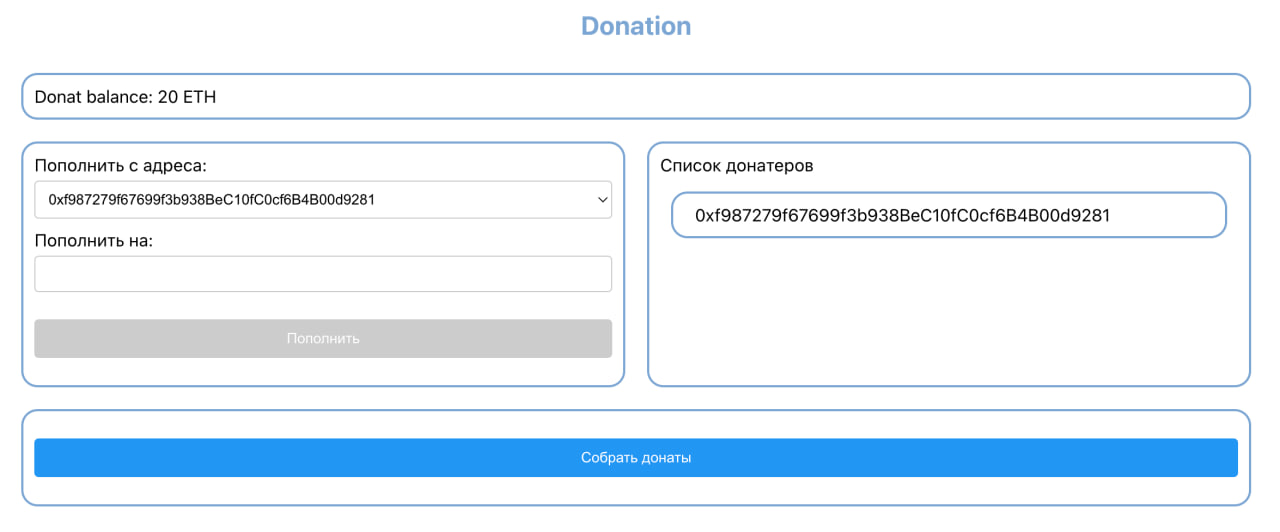 Donation
Donat balance: 20 ETH
Пополнить с адреса:
0xf987279f67699f3b938BeC10fC0cf6B4B00d9281
Пополнить на:
Пополнить
Список донатеров
0xf987279f67699f3b938BeC10fC0cf6B4B00d9281
Собрать донаты